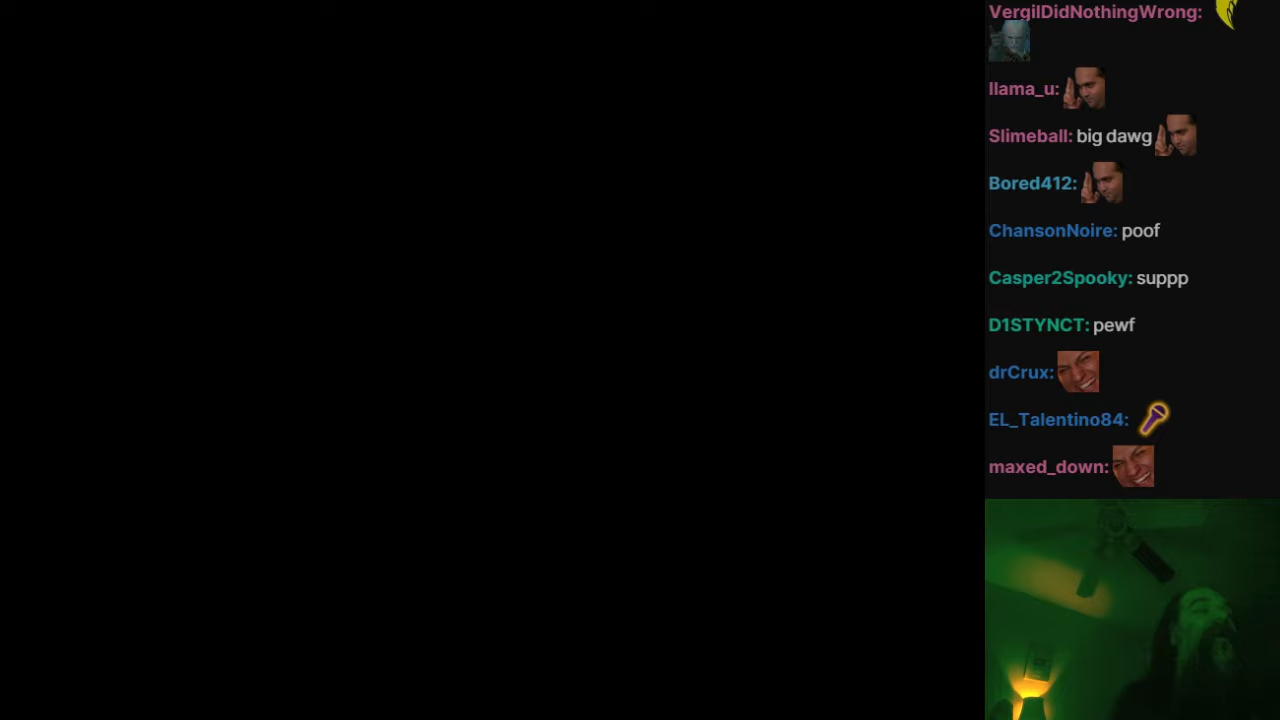 VergilDidNothingWrong:
llama_u:
Slimeball: big dawg
Bored412:
ChansonNoire: poof
Casper2Spooky: suppp
D1STYNCT: pewf
drCrux:
EL_Talentino84:
maxed_down: